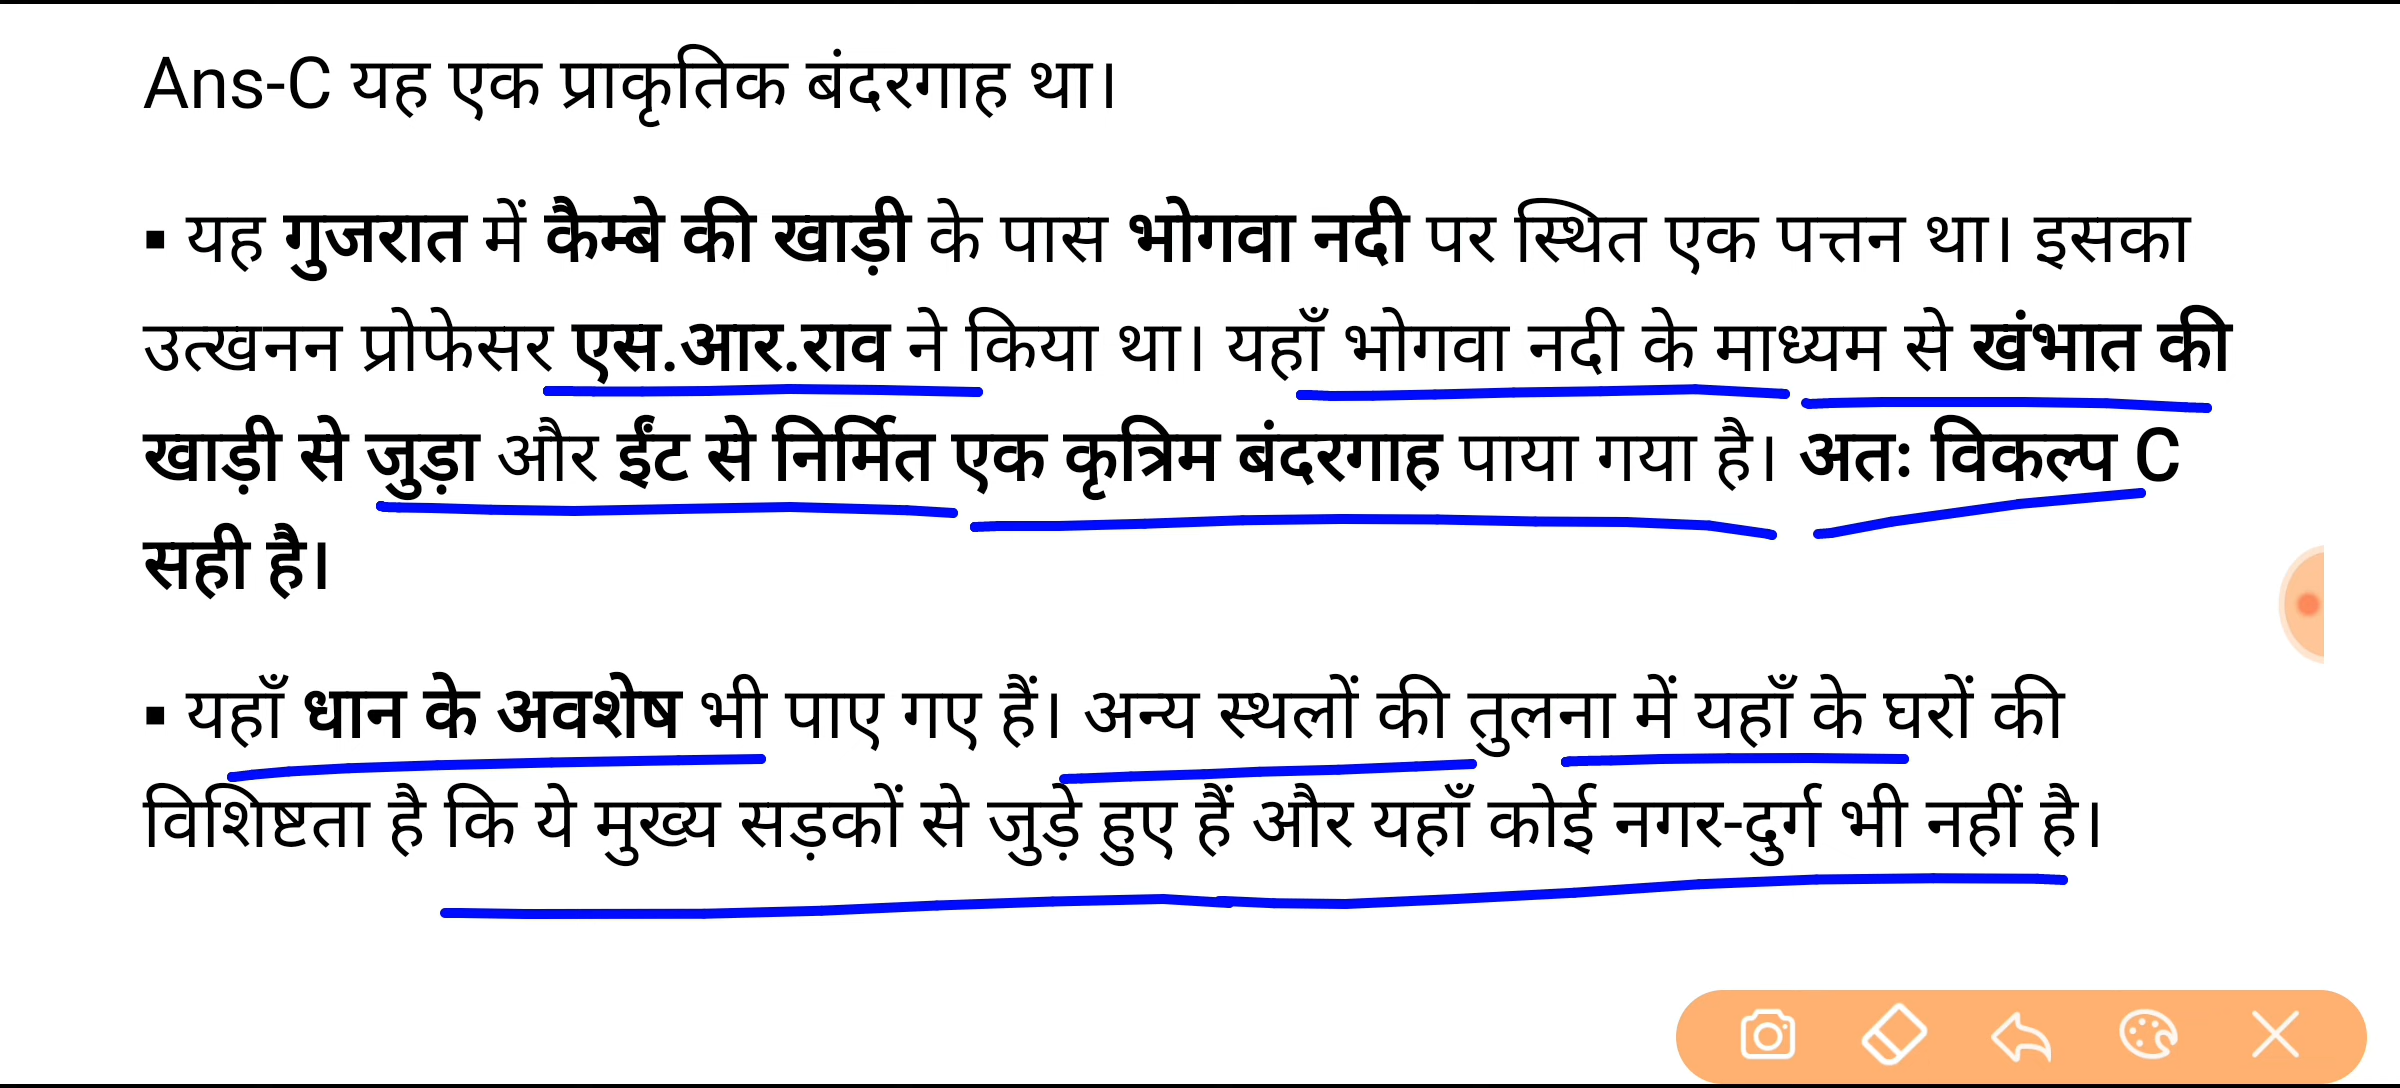 Ans-C यह एक प्राकृतिक बंदरगाह था।
▪ यह गुजरात में कैम्बे की खाड़ी के पास भोगवा नदी पर स्थित एक पत्तन था। इसका
उत्खनन प्रोफेसर एस.आर.राव ने किया था। यहाँ भोगवा नदी के माध्यम से खंभात की
खाड़ी से जुड़ा और ईंट से निर्मित एक कृत्रिम बंदरगाह पाया गया है। अतः विकल्प C
सही है।
▪ यहाँ धान के अवशेष भी पाए गए हैं। अन्य स्थलों की तुलना में यहाँ के घरों की
विशिष्टता है कि ये मुख्य सड़कों से जुड़े हुए हैं और यहाँ कोई नगर-दुर्ग भी नहीं है।